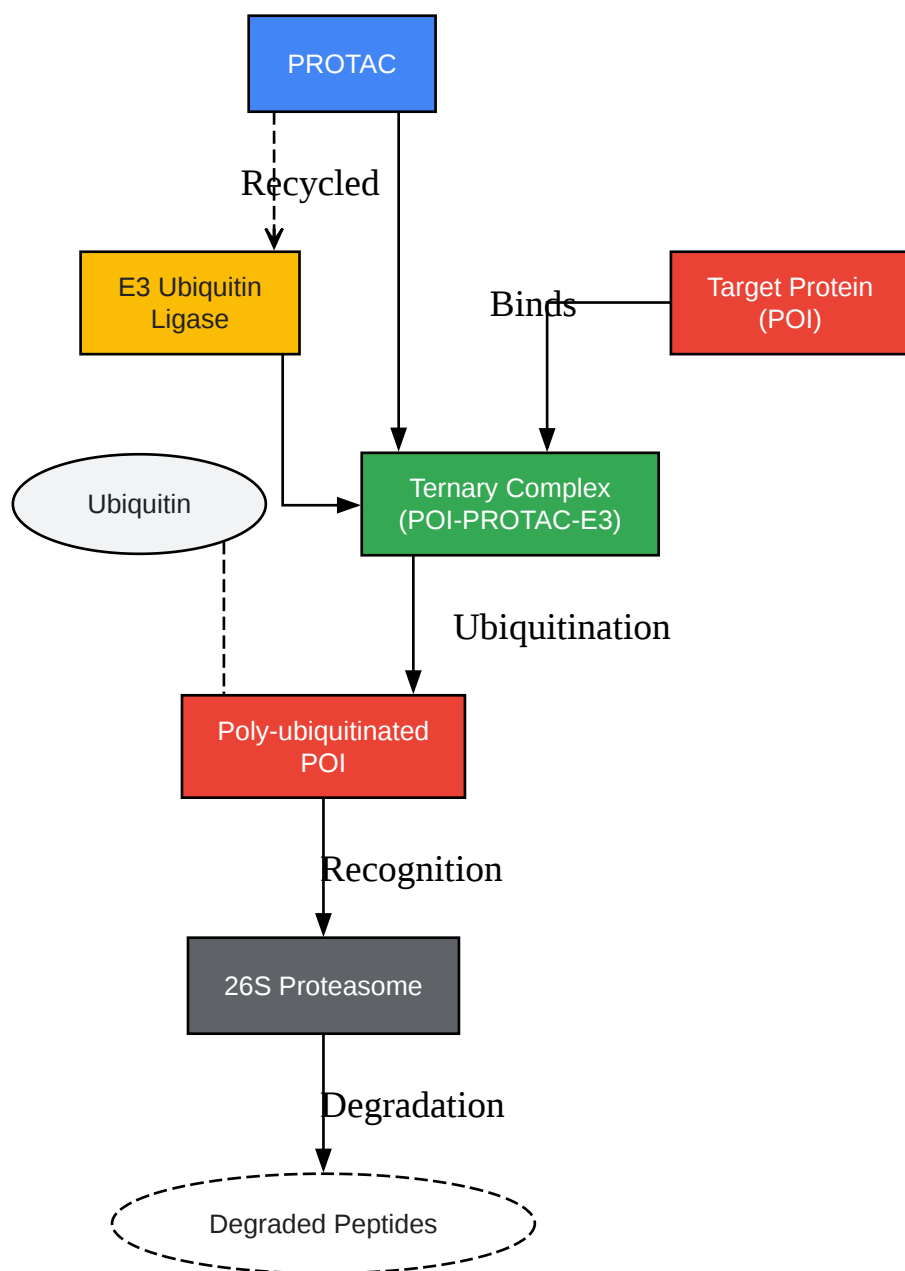 PROTAC
Recycled
E3 Ubiquitin
Ligase
Binds
Target Protein
(POI)
Ubiquitin
Ternary Complex
(POI-PROTAC-E3)
Ubiquitination
Poly-ubiquitinated
POI
Recognition
26S Proteasome
Degradation
Degraded Peptides